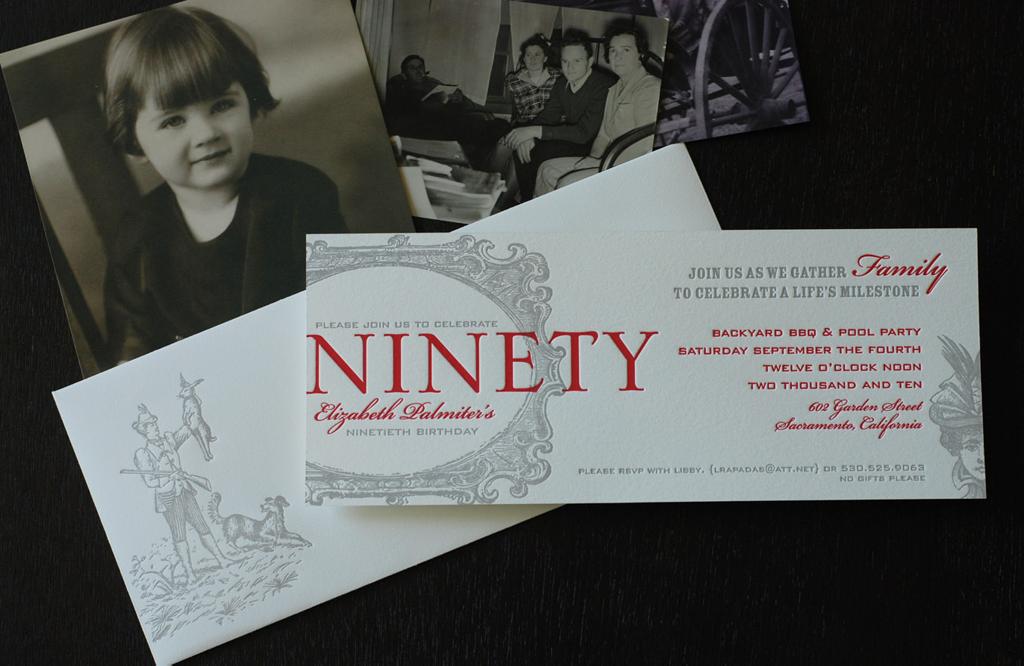 PLEASE JOIN US TO CELEBRATE
NINETY
Elizabeth Palmiter's
NINETIETH BIRTHDAY
JOIN US AS WE GATHER Family
TO CELEBRATE A LIFE'S MILESTONE
BACKYARD BBQ & POOL PARTY
SATURDAY SEPTEMBER THE FOURTH
TWELVE O'CLOCK NOON
TWO THOUSAND AND TEN
602 Garden Street
Sacramento, California
PLEASE RSVP WITH LIBBY. {LRAPADAS@ATT.NET} OR 530.525.9063
NO GIFTS PLEASE